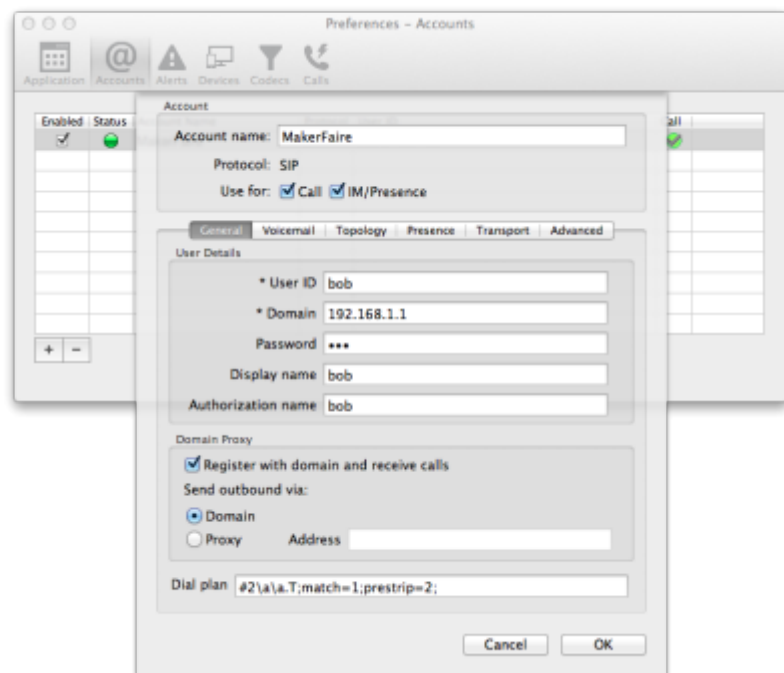 Preferences – Accounts
Application Accounts Alerts Devices Codecs Calls
Account
Enabled Status
Account name: MakerFaire
Protocol: SIP
Use for: Call IM/Presence
General Voicemail Topology Presence Transport Advanced
User Details
* User ID bob
* Domain 192.168.1.1
Password •••
+ −
Display name bob
Authorization name bob
Domain Proxy
Register with domain and receive calls
Send outbound via:
Domain
Proxy Address
Dial plan #2\a\a.T;match=1;prestrip=2;
Cancel OK